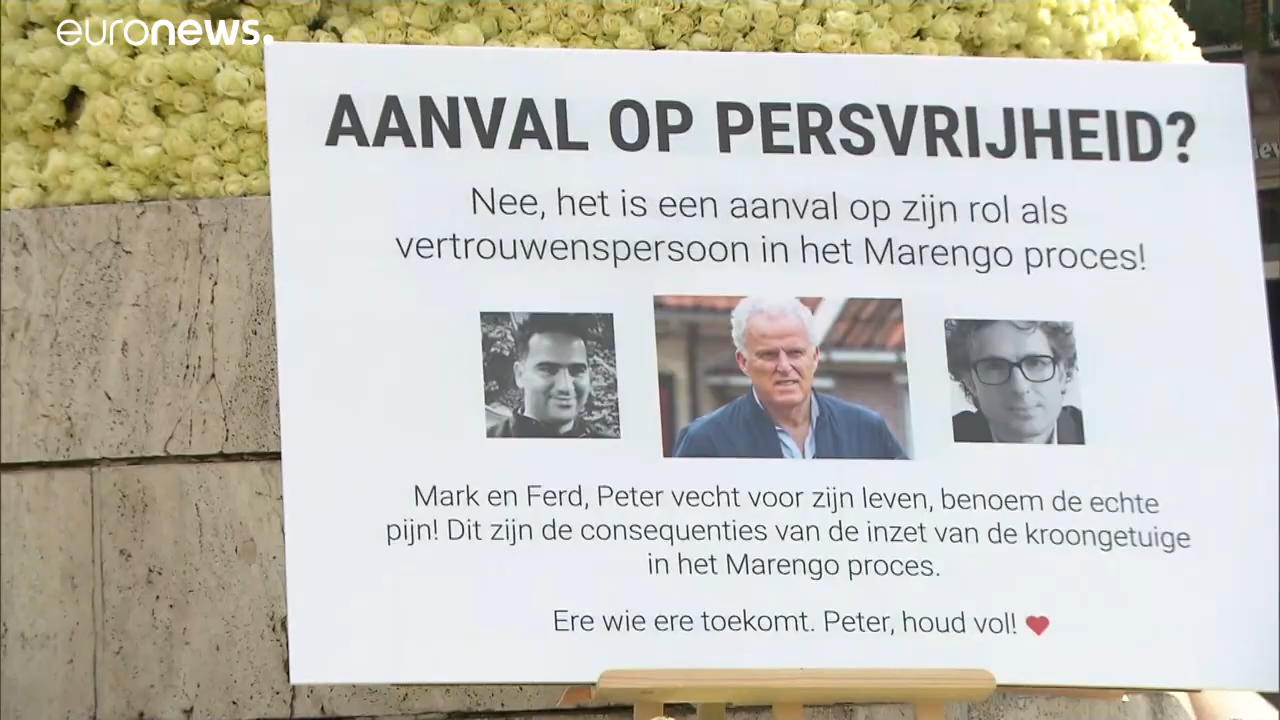 euronews.
AANVAL OP PERSVRIJHEID?
Nee, het is een aanval op zijn rol als
vertrouwenspersoon in het Marengo proces!
Mark en Ferd, Peter vecht voor zijn leven, benoem de echte
pijn! Dit zijn de consequenties van de inzet van de kroongetuige
in het Marengo proces.
Ere wie ere toekomt. Peter, houd vol!